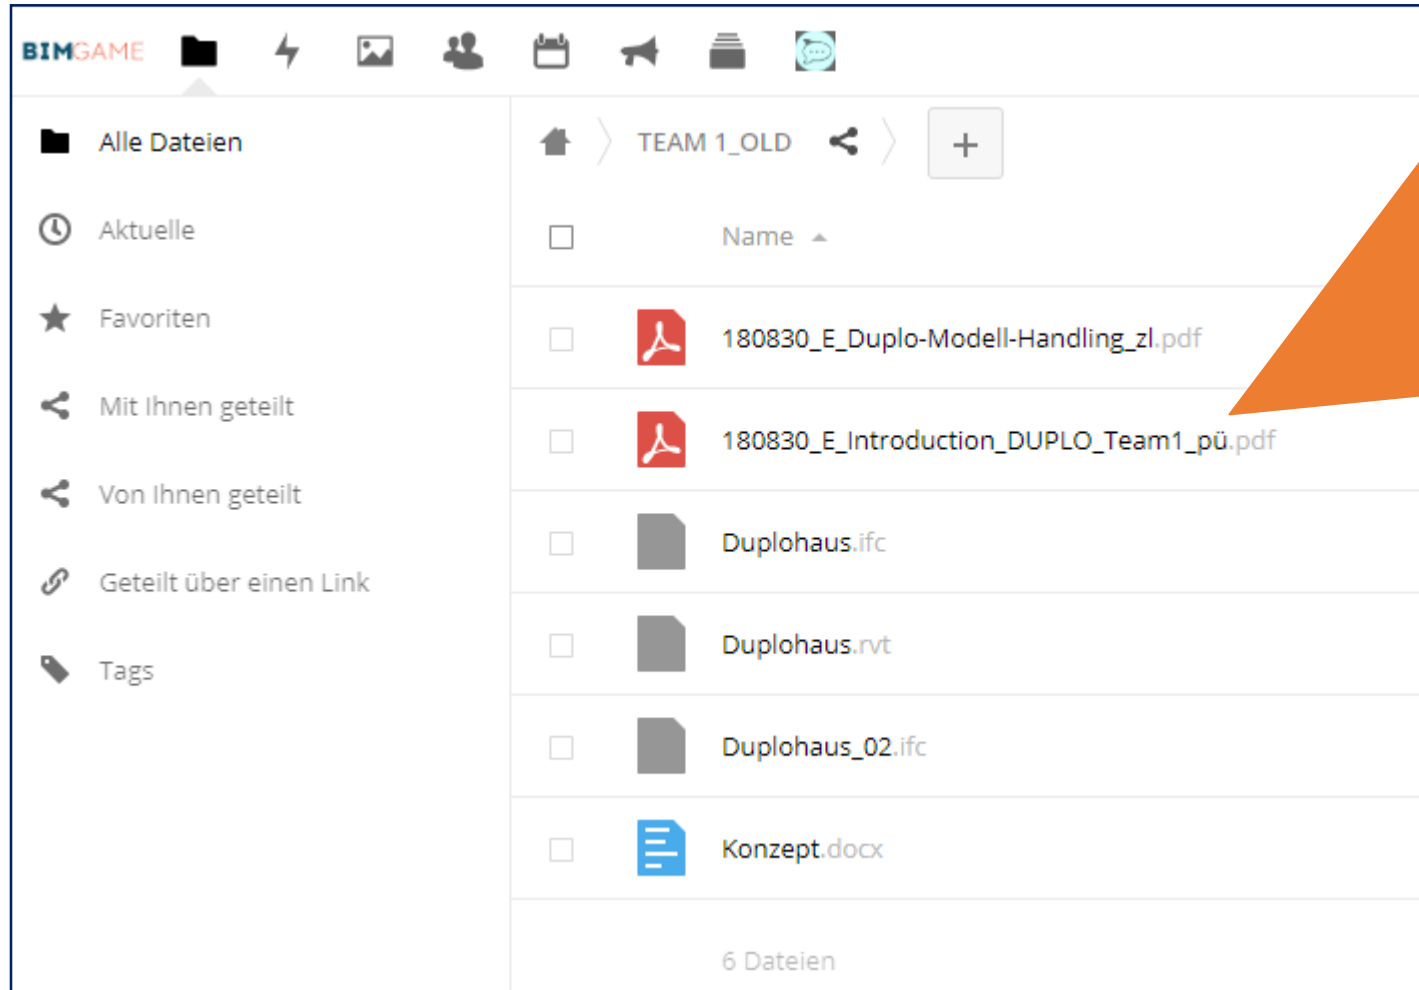 BIMGAME
Alle Dateien
Aktuelle
Favoriten
Mit Ihnen geteilt
Von Ihnen geteilt
Geteilt über einen Link
Tags
TEAM 1_OLD
+
Name
180830_E_Duplo-Modell-Handling_zl.pdf
180830_E_Introduction_DUPLO_Team1_pü.pdf
Duplohaus.ifc
Duplohaus.rvt
Duplohaus_02.ifc
Konzept.docx
6 Dateien